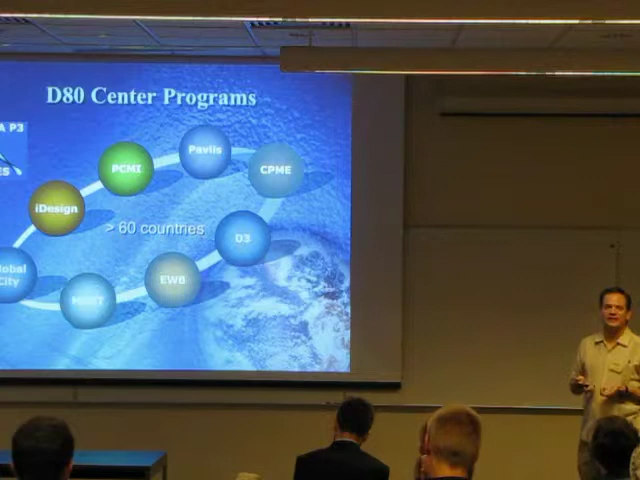 D80 Center Programs
A P3
ES
Pavlis
PCMI
CPME
iDesign
> 60 countries
D3
lobal
City
EWB